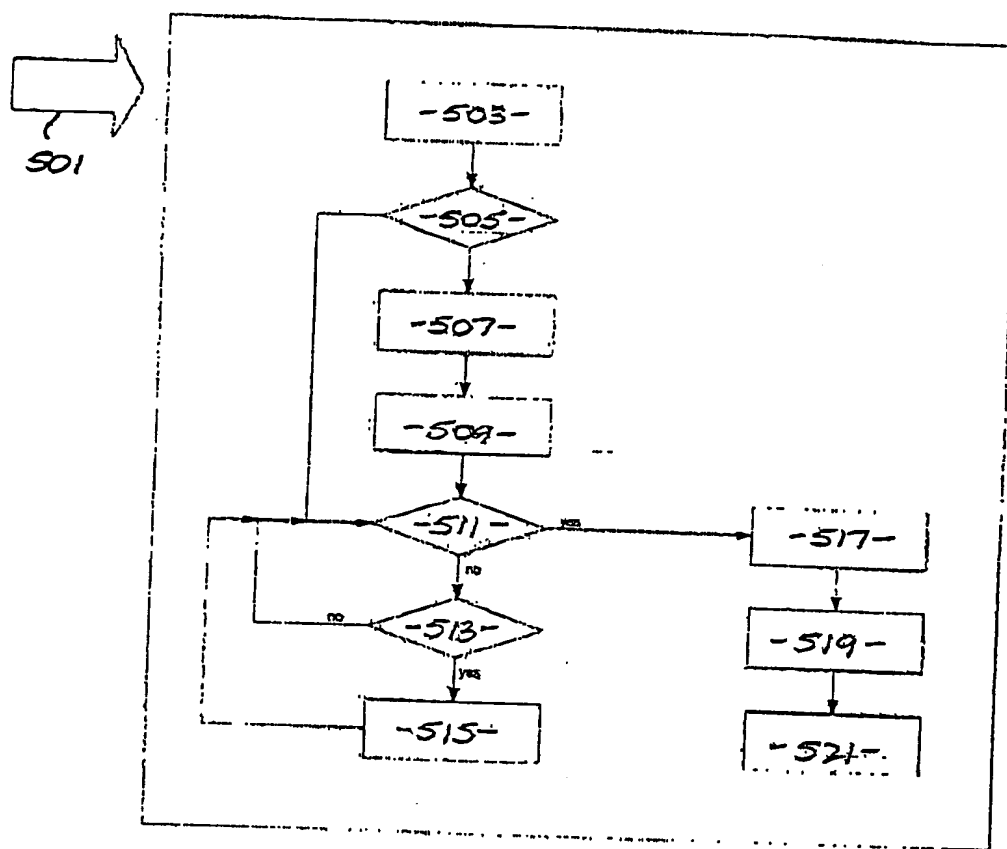 501
-503-
-505-
-507-
-509-
-511-
yes
-517-
no
no
-513-
-519-
yes
-515-
-521-